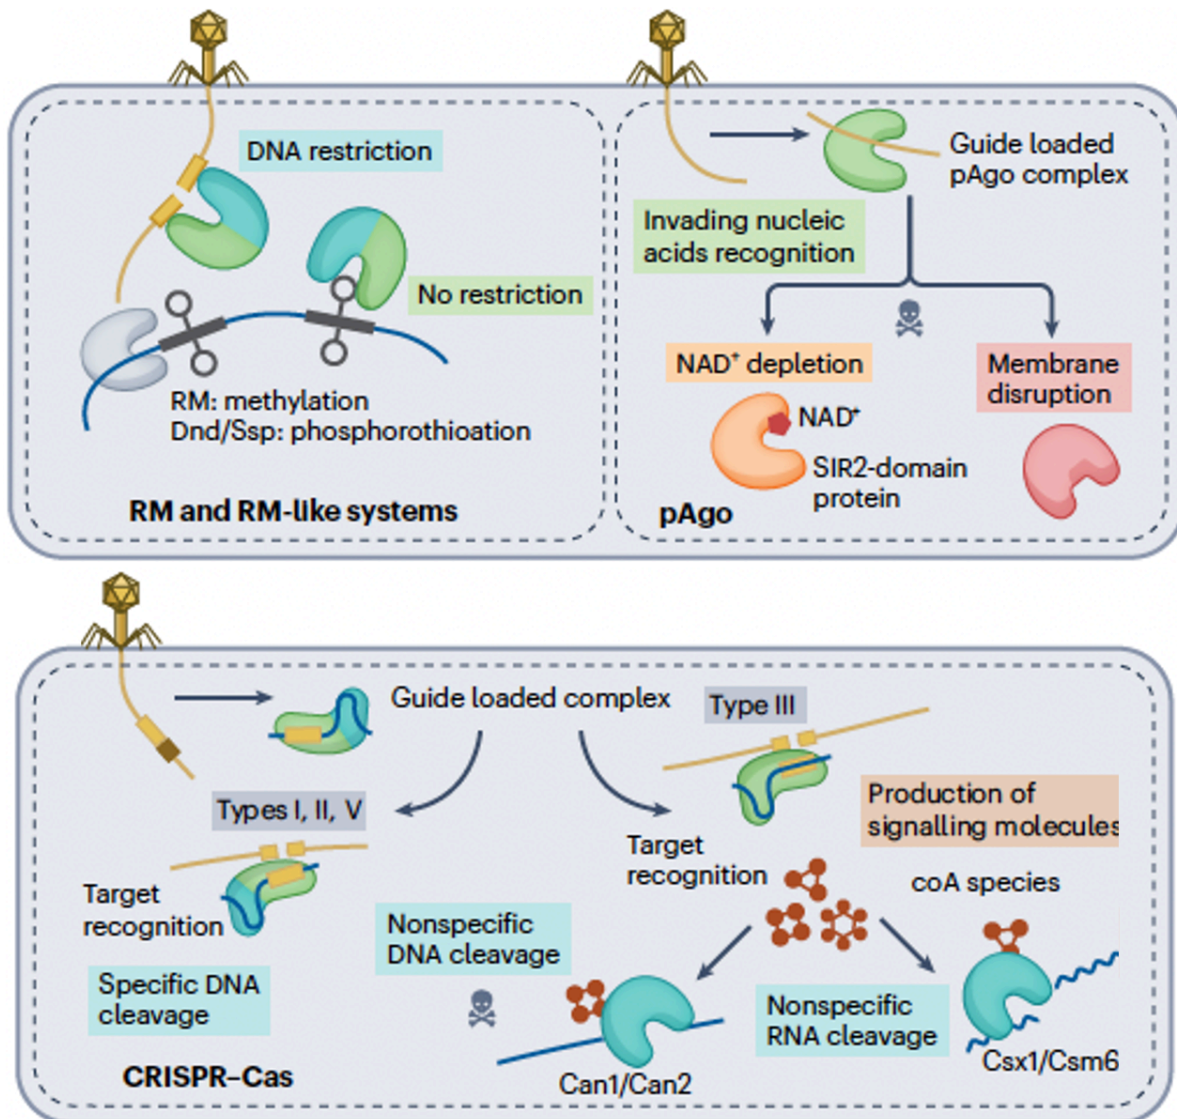 DNA restriction
No restriction
RM: methylation
Dnd/Ssp: phosphorothioation
RM and RM-like systems
Guide loaded
pAgo complex
Invading nucleic
acids recognition
NAD⁺ depletion
Membrane
disruption
NAD⁺
SIR2-domain
protein
pAgo
Guide loaded complex
Type III
Types I, II, V
Production of
signalling molecules
Target
recognition
coA species
Target
recognition
Nonspecific
DNA cleavage
Specific DNA
cleavage
Nonspecific
RNA cleavage
Csx1/Csm6
Can1/Can2
CRISPR–Cas